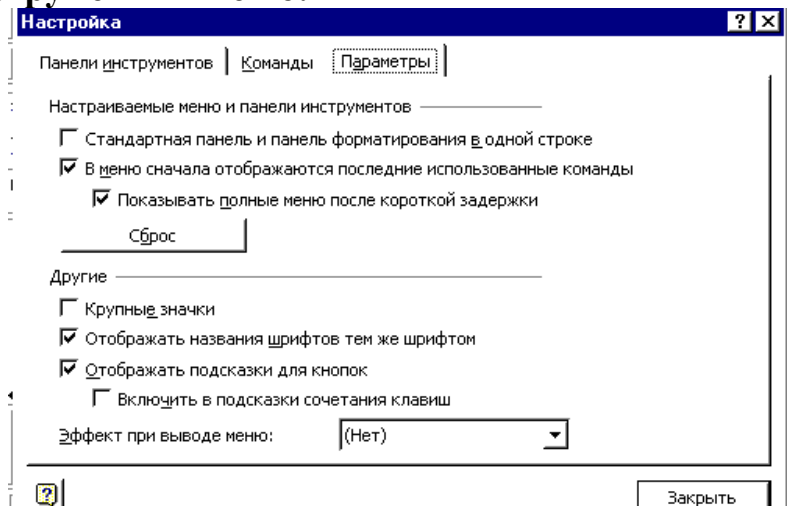 Настройка
Панели инструментов Команды Параметры
Настраиваемые меню и панели инструментов
Стандартная панель и панель форматирования в одной строке
В меню сначала отображаются последние использованные команды
Показывать полные меню после короткой задержки
Сброс
Другие
Крупные значки
Отображать названия шрифтов тем же шрифтом
Отображать подсказки для кнопок
Включить в подсказки сочетания клавиш
Эффект при выводе меню: (Нет)
Закрыть